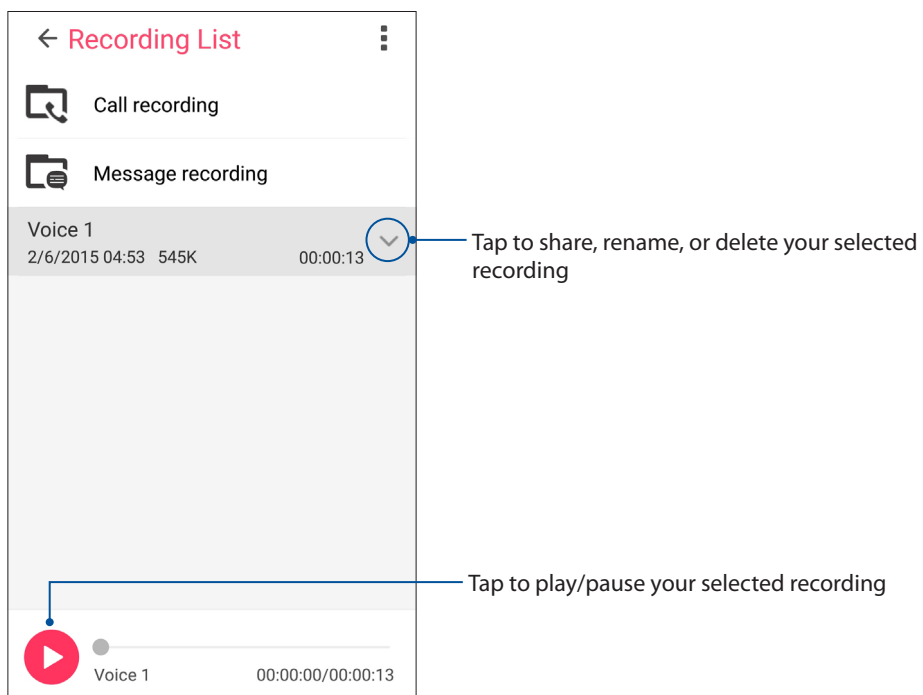 Recording List
Call recording
Message recording
Voice 1
2/6/2015 04:53 545K 00:00:13
Tap to share, rename, or delete your selected
recording
Tap to play/pause your selected recording
Voice 1 00:00:00/00:00:13